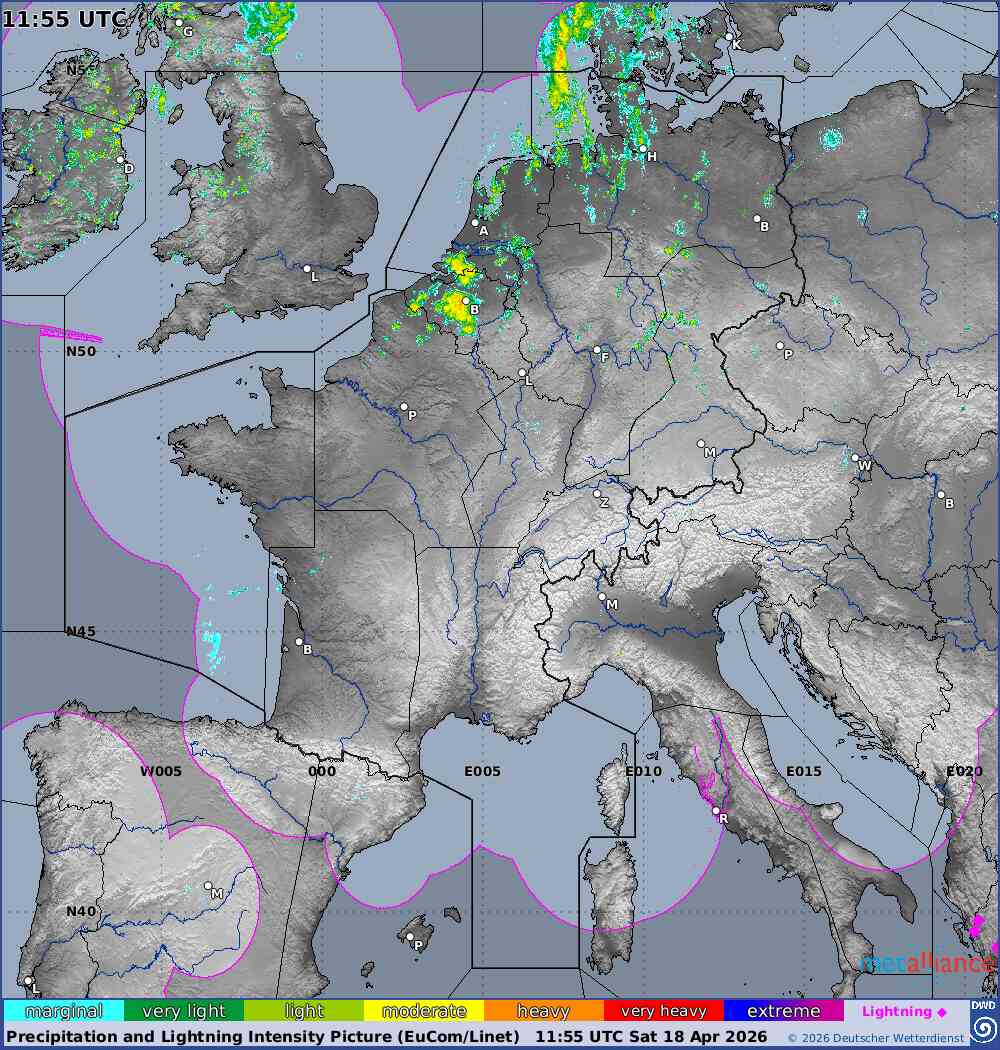 11:55 UTC
G
K
N55
D
H
A
B
L
B
N50
P
F
L
P
M
W
Z
B
M
N45
B
W005
000
E005
E010
E015
E020
R
M
N40
P
L
metalliance
marginal
very light
light
moderate
heavy
very heavy
extreme
Lightning ◆
DWD
Precipitation and Lightning Intensity Picture (EuCom/Linet) 11:55 UTC Sat 18 Apr 2026 © 2026 Deutscher Wetterdienst